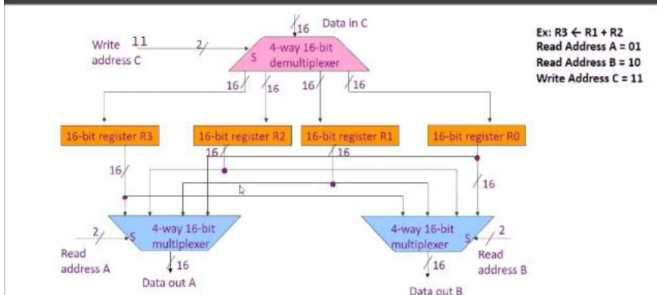 16 Data in C
Write 11 2
address C
S 4-way 16-bit
demultiplexer
16 16 16 16
16-bit register R3 16-bit register R2 16-bit register R1 16-bit register R0
16 16
16 16
2 S 4-way 16-bit
multiplexer
4-way 16-bit S 2
multiplexer
Read
address A
16
Data out A
16
Data out B
Read
address B
Ex: R3 ← R1 + R2
Read Address A = 01
Read Address B = 10
Write Address C = 11